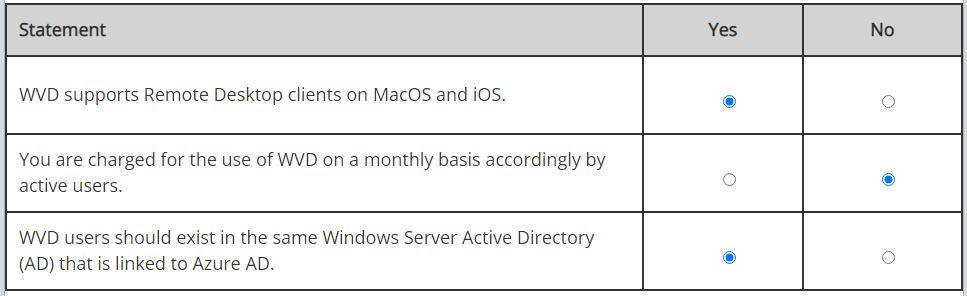 Statement Yes No
WVD supports Remote Desktop clients on MacOS and iOS.
You are charged for the use of WVD on a monthly basis accordingly by
active users.
WVD users should exist in the same Windows Server Active Directory
(AD) that is linked to Azure AD.